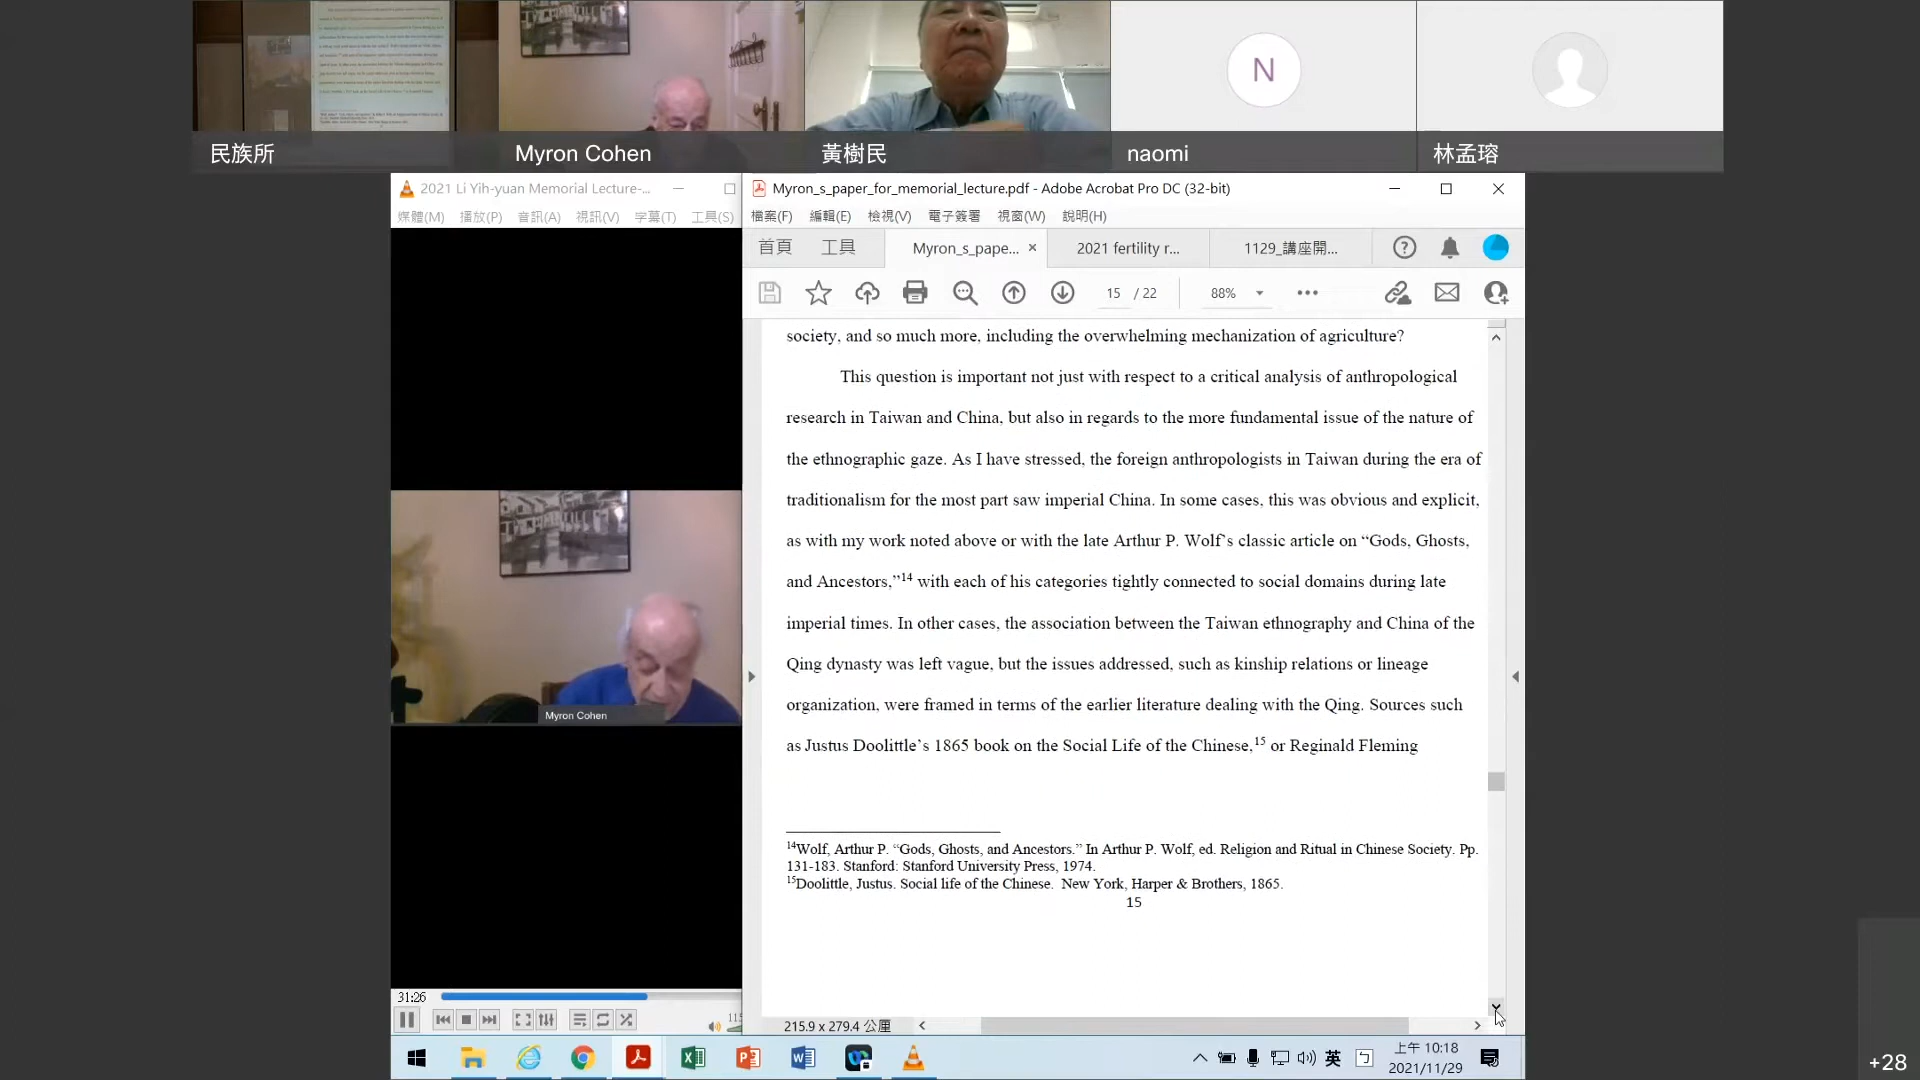 民族所
Myron Cohen
黃樹民
N
naomi
林孟瑢
2021 Li Yih-yuan Memorial Lecture-...
媒體(M) 播放(P) 音訊(A) 視訊(V) 字幕(T) 工具(S)
Myron Cohen
31:26
Myron_s_paper_for_memorial_lecture.pdf - Adobe Acrobat Pro DC (32-bit)
檔案(F) 編輯(E) 檢視(V) 電子簽署 視窗(W) 說明(H)
首頁 工具 Myron_s_pape... × 2021 fertility r... 1129_講座開...
15 / 22 88%
society, and so much more, including the overwhelming mechanization of agriculture?
This question is important not just with respect to a critical analysis of anthropological
research in Taiwan and China, but also in regards to the more fundamental issue of the nature of
the ethnographic gaze. As I have stressed, the foreign anthropologists in Taiwan during the era of
traditionalism for the most part saw imperial China. In some cases, this was obvious and explicit,
as with my work noted above or with the late Arthur P. Wolf's classic article on “Gods, Ghosts,
and Ancestors,”14 with each of his categories tightly connected to social domains during late
imperial times. In other cases, the association between the Taiwan ethnography and China of the
Qing dynasty was left vague, but the issues addressed, such as kinship relations or lineage
organization, were framed in terms of the earlier literature dealing with the Qing. Sources such
as Justus Doolittle's 1865 book on the Social Life of the Chinese,15 or Reginald Fleming
14Wolf, Arthur P. “Gods, Ghosts, and Ancestors.” In Arthur P. Wolf, ed. Religion and Ritual in Chinese Society. Pp.
131-183. Stanford: Stanford University Press, 1974.
15Doolittle, Justus. Social life of the Chinese. New York, Harper & Brothers, 1865.
15
215.9 x 279.4 公厘
英
上午 10:18
2021/11/29
+28